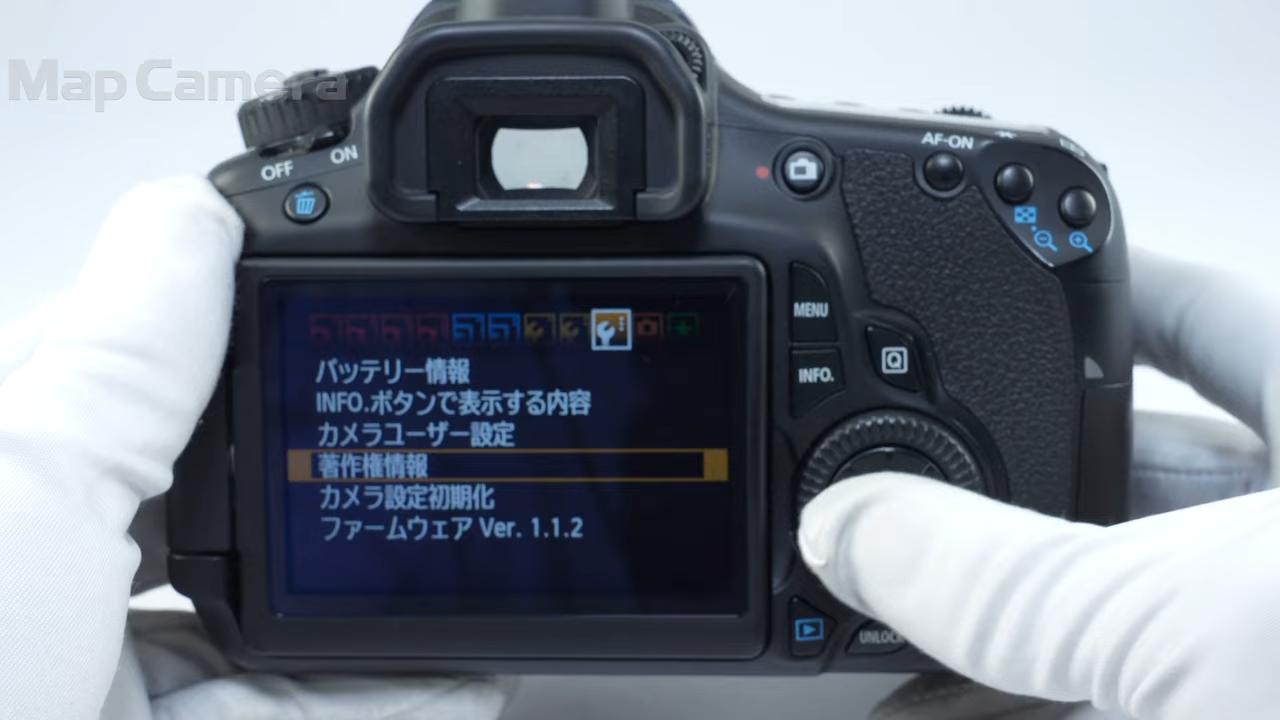 Map Camera
OFF
ON
AF-ON
MENU
INFO.
Q
バッテリー情報
INFO.ボタンで表示する内容
カメラユーザー設定
著作権情報
カメラ設定初期化
ファームウェア Ver. 1.1.2
UNLOCK